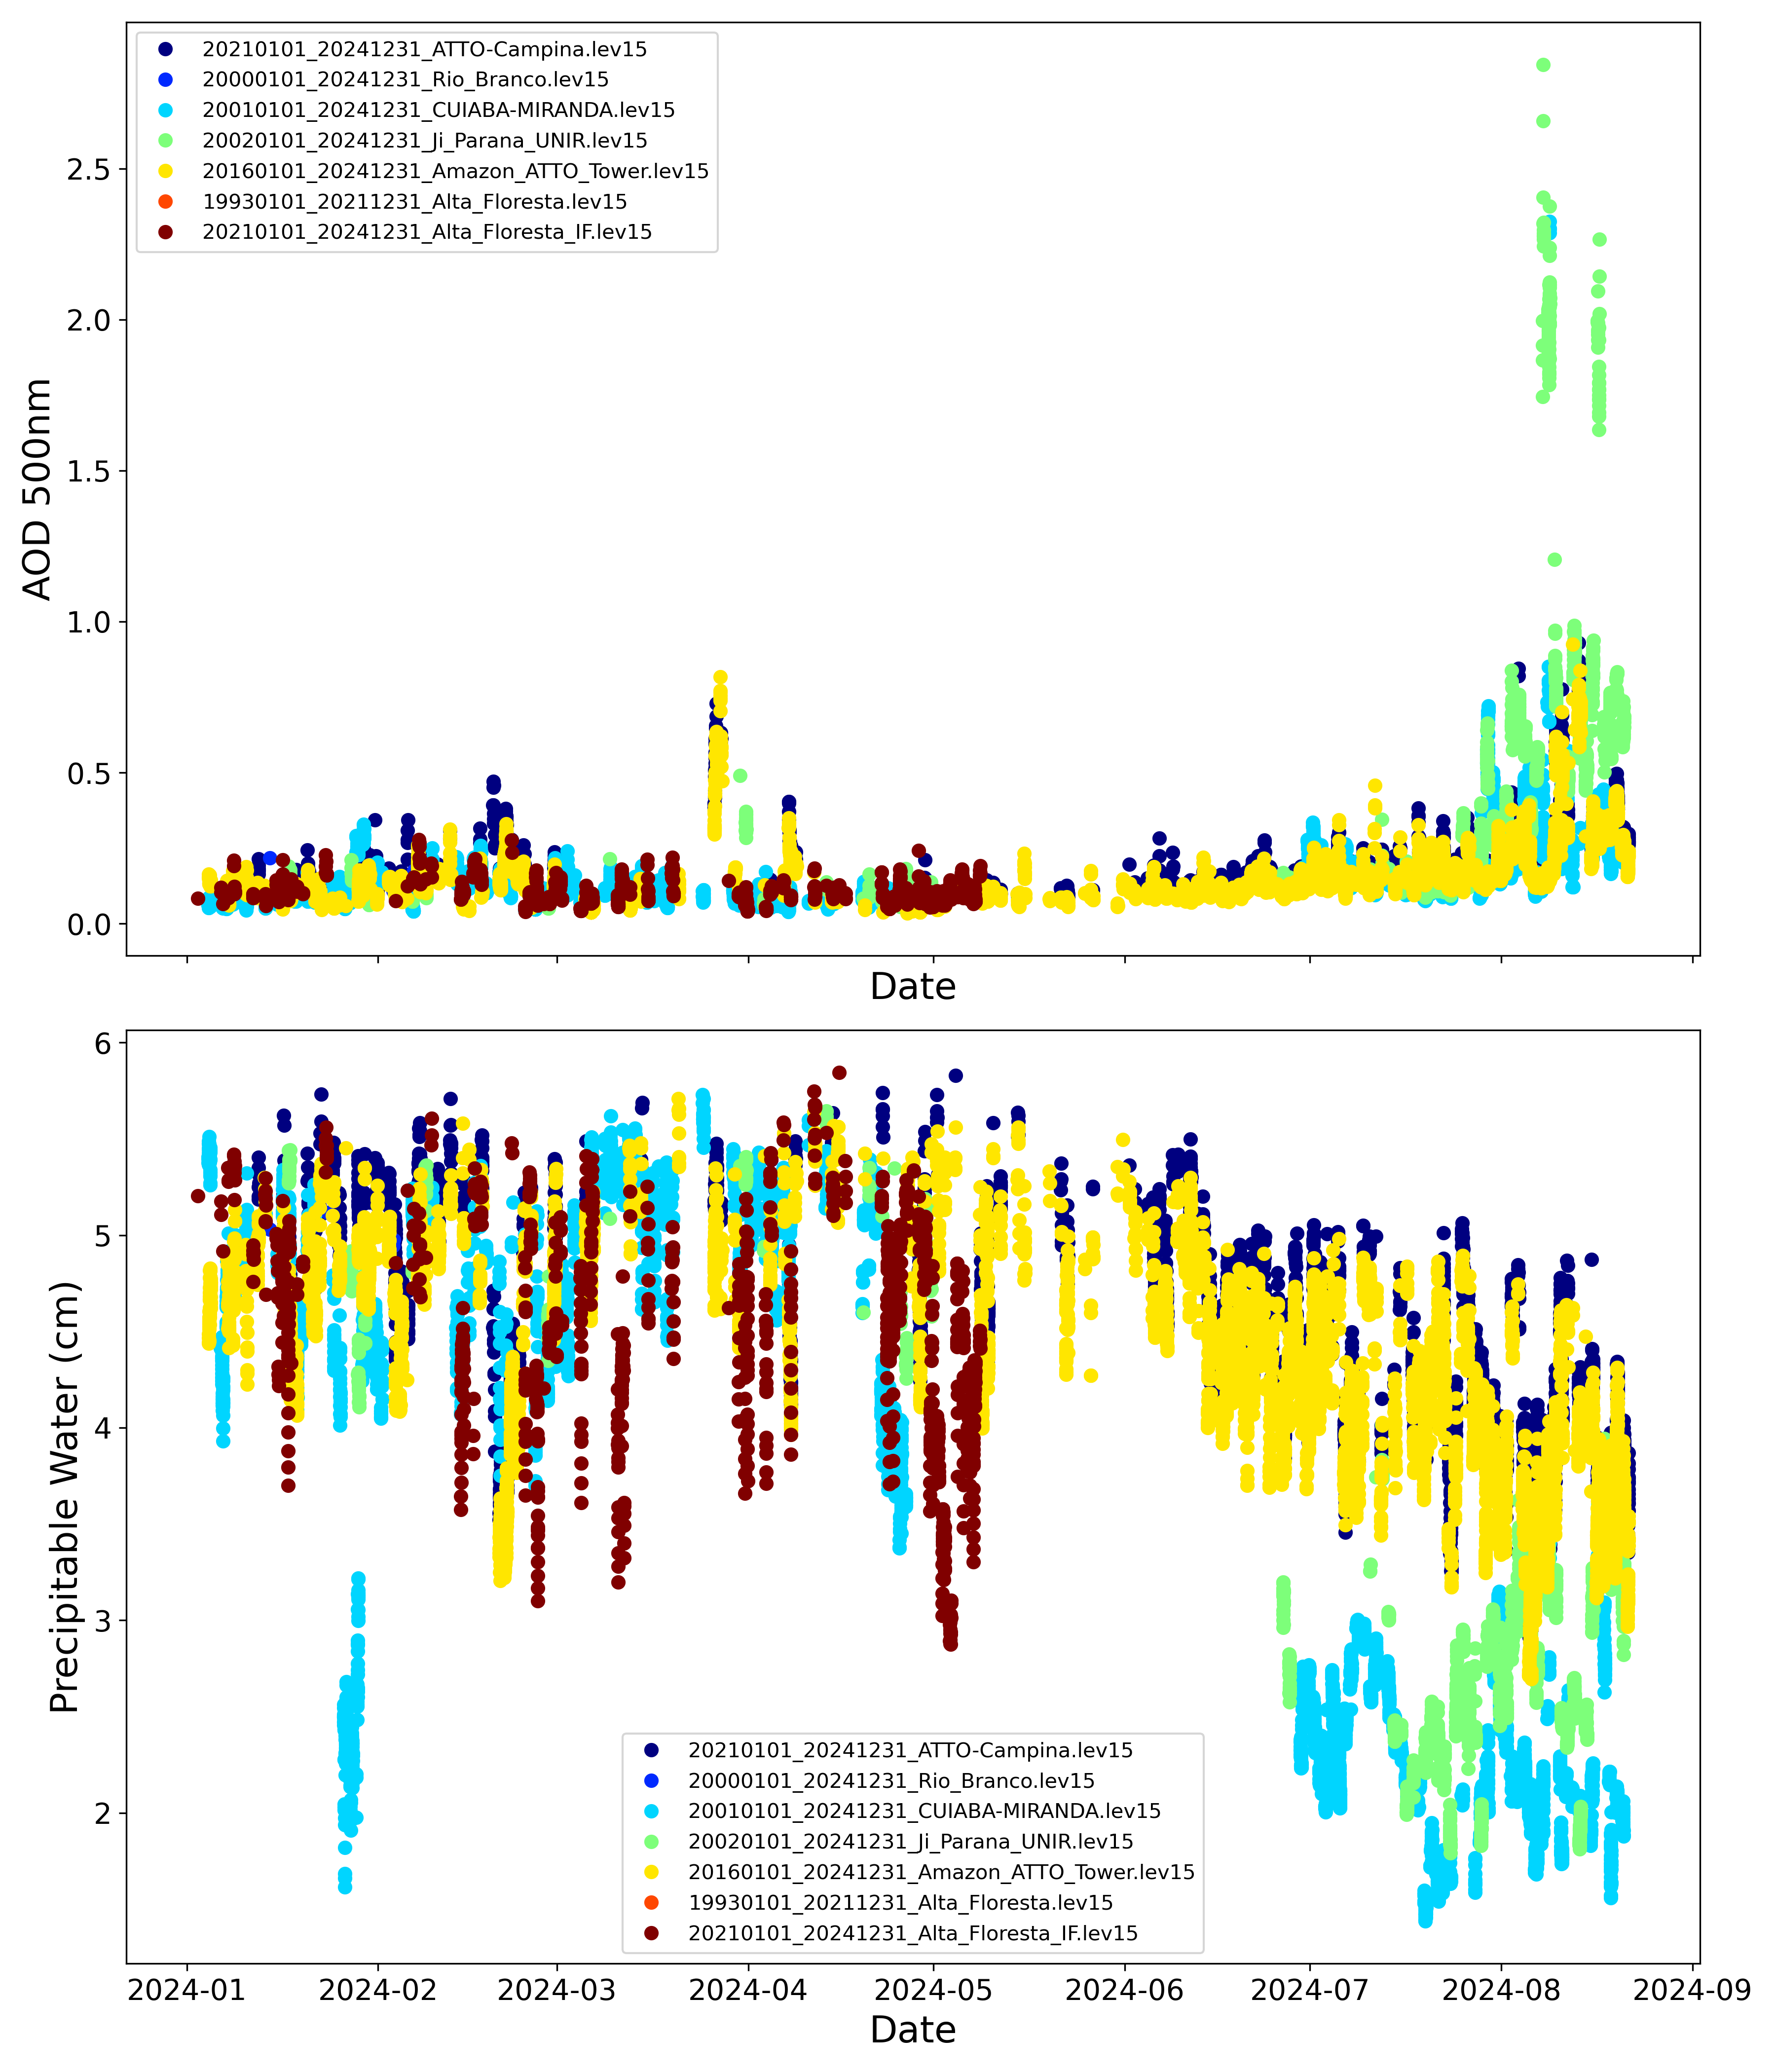 20210101_20241231_ATTO-Campina.lev15
20000101_20241231_Rio_Branco.lev15
20010101_20241231_CUIABA-MIRANDA.lev15
20020101_20241231_Ji_Parana_UNIR.lev15
20160101_20241231_Amazon_ATTO_Tower.lev15
19930101_20211231_Alta_Floresta.lev15
20210101_20241231_Alta_Floresta_IF.lev15
AOD 500nm
2.5
2.0
1.5
1.0
0.5
0.0
Date
Precipitable Water (cm)
6
5
4
3
2
20210101_20241231_ATTO-Campina.lev15
20000101_20241231_Rio_Branco.lev15
20010101_20241231_CUIABA-MIRANDA.lev15
20020101_20241231_Ji_Parana_UNIR.lev15
20160101_20241231_Amazon_ATTO_Tower.lev15
19930101_20211231_Alta_Floresta.lev15
20210101_20241231_Alta_Floresta_IF.lev15
2024-01 2024-02 2024-03 2024-04 2024-05 2024-06 2024-07 2024-08 2024-09
Date